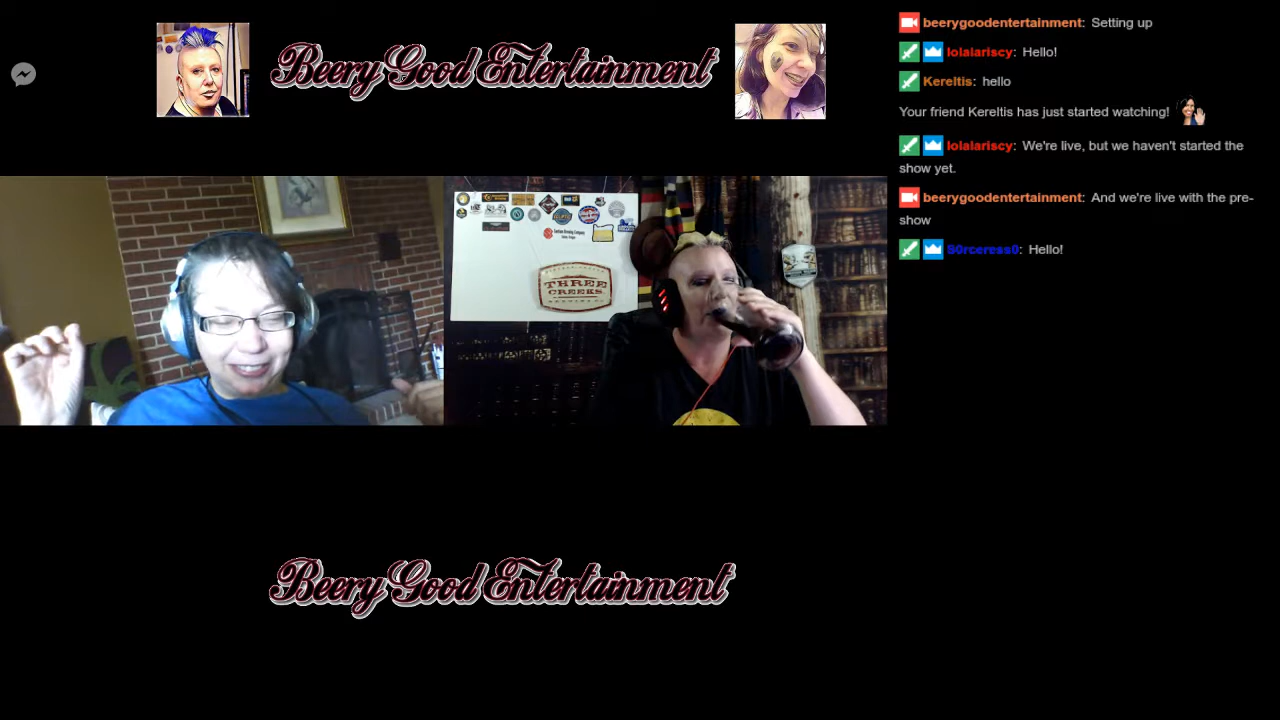 Beery Good Entertainment
beerygoodentertainment: Setting up
lolalariscy: Hello!
Kereltis: hello
Your friend Kereltis has just started watching!
lolalariscy: We're live, but we haven't started the
show yet.
beerygoodentertainment: And we're live with the pre-
show
S0rceress0: Hello!
THREE
CREEKS
Beery Good Entertainment